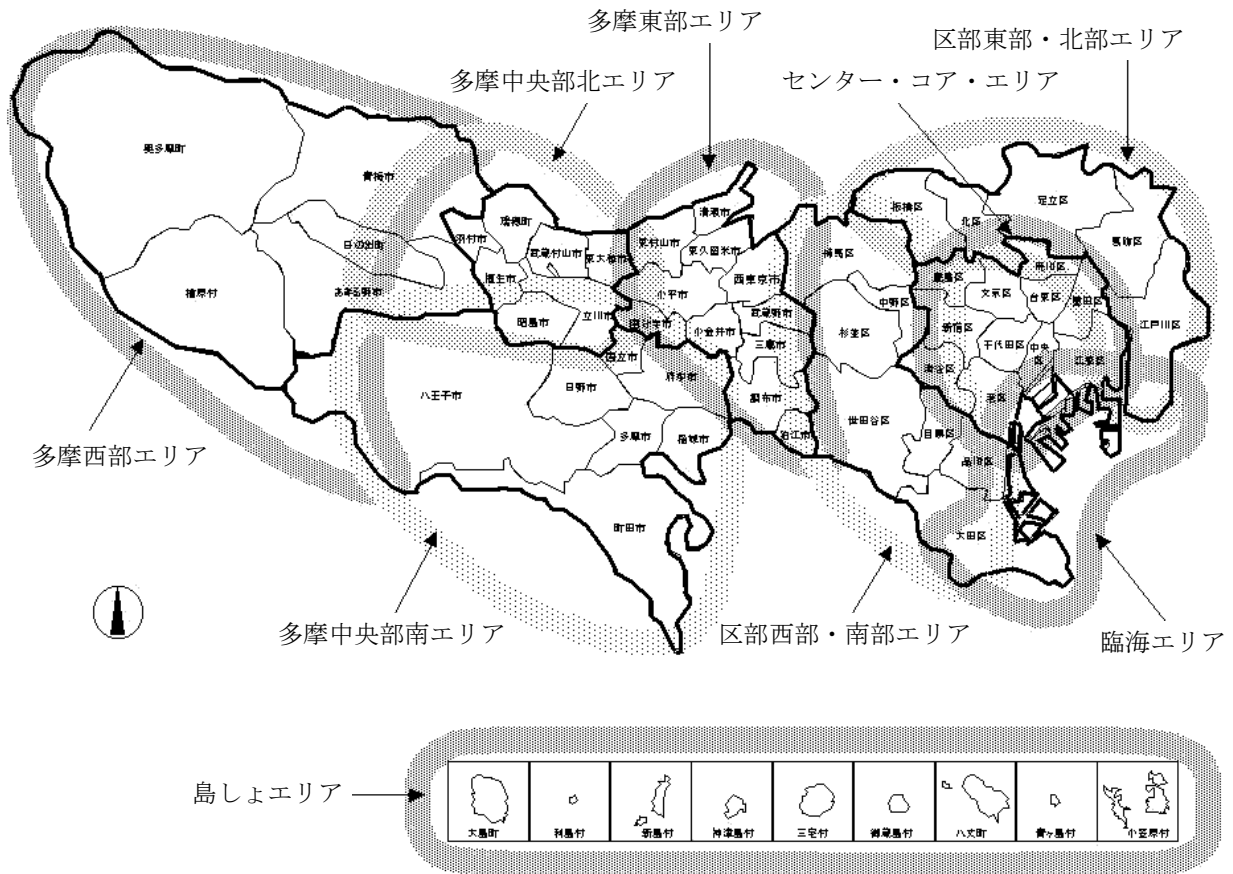 多摩東部エリア
区部東部・北部エリア
多摩中央部北エリア
センター・コア・エリア
奥多摩町
青梅市
日の出町
あきる野市
檜原村
羽村市
瑞穂町
武蔵村山市
東大和市
福生市
昭島市
立川市
清瀬市
東村山市
東久留米市
小平市
西東京市
国分寺市
小金井市
武蔵野市
三鷹市
国立市
府中市
調布市
狛江市
八王子市
日野市
多摩市
稲城市
町田市
板橋区
北区
足立区
葛飾区
練馬区
豊島区
文京区
荒川区
台東区
墨田区
江戸川区
中野区
杉並区
新宿区
千代田区
中央
区
江東区
渋谷区
港区
世田谷区
目黒区
品川区
大田区
多摩西部エリア
多摩中央部南エリア
区部西部・南部エリア
臨海エリア
島しょエリア
大島町
利島村
新島村
神津島村
三宅村
御蔵島村
八丈町
青ヶ島村
小笠原村